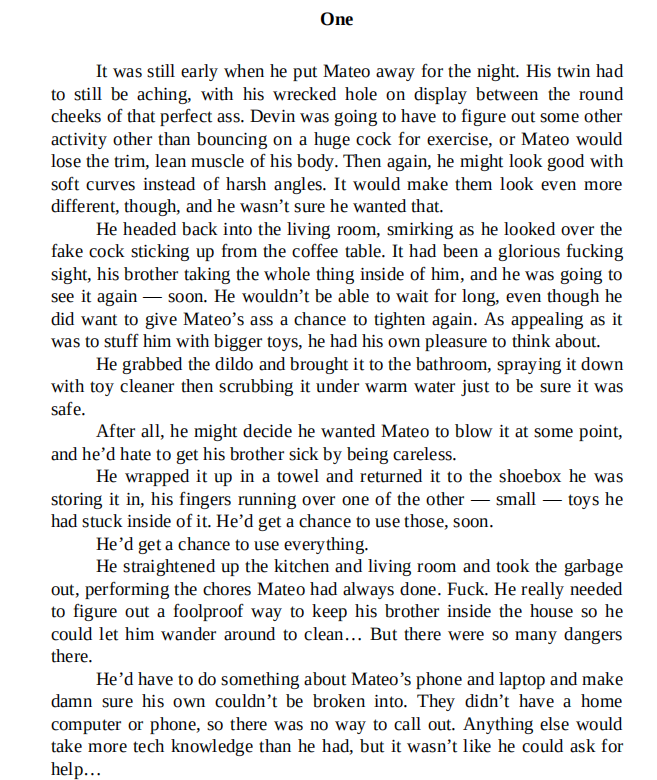 One
It was still early when he put Mateo away for the night. His twin had
to still be aching, with his wrecked hole on display between the round
cheeks of that perfect ass. Devin was going to have to figure out some other
activity other than bouncing on a huge cock for exercise, or Mateo would
lose the trim, lean muscle of his body. Then again, he might look good with
soft curves instead of harsh angles. It would make them look even more
different, though, and he wasn’t sure he wanted that.
He headed back into the living room, smirking as he looked over the
fake cock sticking up from the coffee table. It had been a glorious fucking
sight, his brother taking the whole thing inside of him, and he was going to
see it again — soon. He wouldn’t be able to wait for long, even though he
did want to give Mateo’s ass a chance to tighten again. As appealing as it
was to stuff him with bigger toys, he had his own pleasure to think about.
He grabbed the dildo and brought it to the bathroom, spraying it down
with toy cleaner then scrubbing it under warm water just to be sure it was
safe.
After all, he might decide he wanted Mateo to blow it at some point,
and he’d hate to get his brother sick by being careless.
He wrapped it up in a towel and returned it to the shoebox he was
storing it in, his fingers running over one of the other — small — toys he
had stuck inside of it. He’d get a chance to use those, soon.
He’d get a chance to use everything.
He straightened up the kitchen and living room and took the garbage
out, performing the chores Mateo had always done. Fuck. He really needed
to figure out a foolproof way to keep his brother inside the house so he
could let him wander around to clean… But there were so many dangers
there.
He’d have to do something about Mateo’s phone and laptop and make
damn sure his own couldn’t be broken into. They didn’t have a home
computer or phone, so there was no way to call out. Anything else would
take more tech knowledge than he had, but it wasn’t like he could ask for
help…